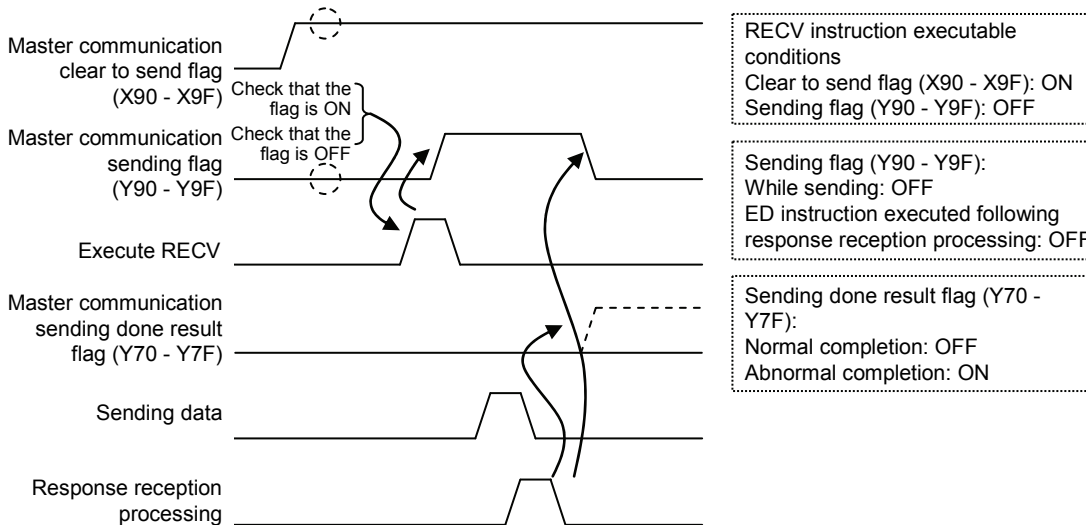 Master communication
clear to send flag
(X90 - X9F)
Check that the
flag is ON
Check that the
flag is OFF
Master communication
sending flag
(Y90 - Y9F)
Execute RECV
Master communication
sending done result
flag (Y70 - Y7F)
Sending data
Response reception
processing
RECV instruction executable
conditions
Clear to send flag (X90 - X9F): ON
Sending flag (Y90 - Y9F): OFF
Sending flag (Y90 - Y9F):
While sending: OFF
ED instruction executed following
response reception processing: OFF
Sending done result flag (Y70 -
Y7F):
Normal completion: OFF
Abnormal completion: ON